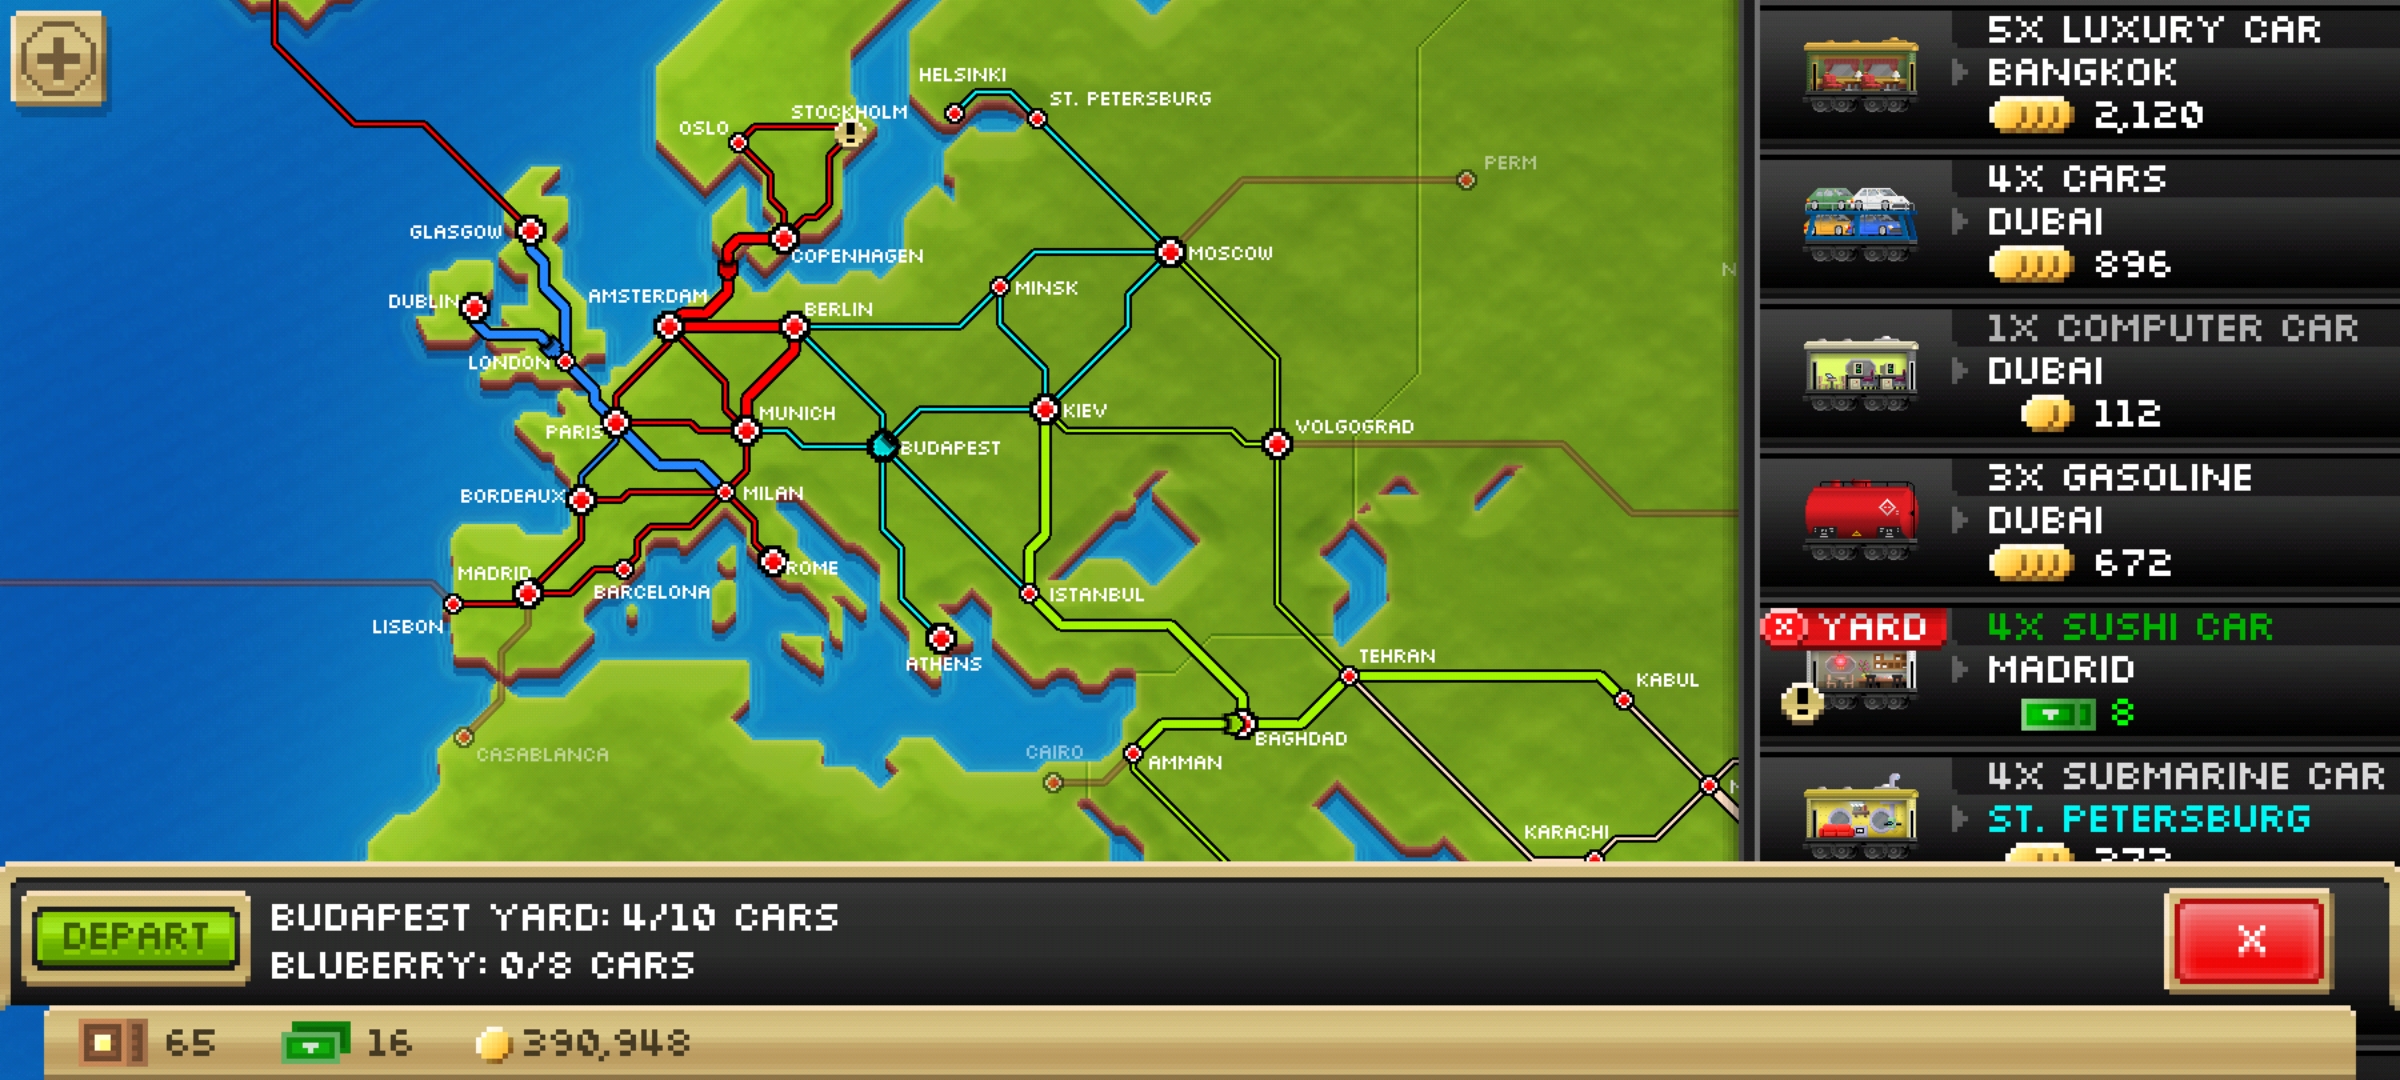 HELSINKI
ST. PETERSBURG
STOCKHOLM
OSLO
PERM
GLASGOW
COPENHAGEN
MOSCOW
N
DUBLIN
AMSTERDAM
MINSK
BERLIN
LONDON
MUNICH
KIEV
VOLGOGRAD
PARIS
BUDAPEST
BORDEAUX
MILAN
MADRID
ROME
BARCELONA
ISTANBUL
LISBON
ATHENS
TEHRAN
KABUL
CASABLANCA
CAIRO
AMMAN
BAGHDAD
KARACHI
5X LUXURY CAR
BANGKOK
2,120
4X CARS
DUBAI
896
1X COMPUTER CAR
DUBAI
112
3X GASOLINE
DUBAI
672
X YARD
4X SUSHI CAR
MADRID
8
4X SUBMARINE CAR
ST. PETERSBURG
DEPART
BUDAPEST YARD: 4/10 CARS
BLUBERRY: 0/8 CARS
X
65
16
390,948